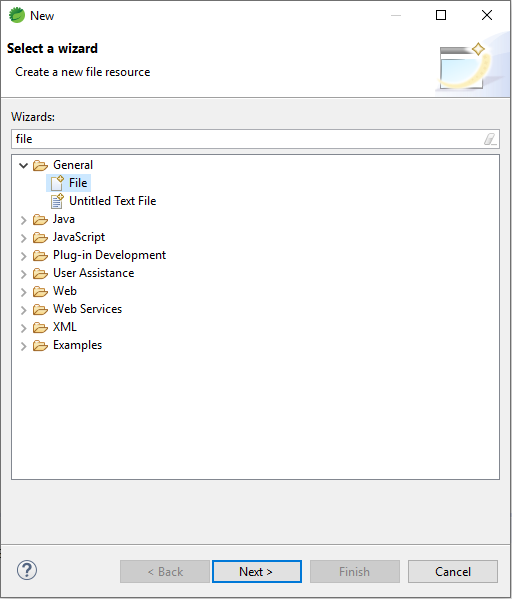 New
Select a wizard
Create a new file resource
Wizards:
file
General
File
Untitled Text File
Java
JavaScript
Plug-in Development
User Assistance
Web
Web Services
XML
Examples
?
< Back
Next >
Finish
Cancel